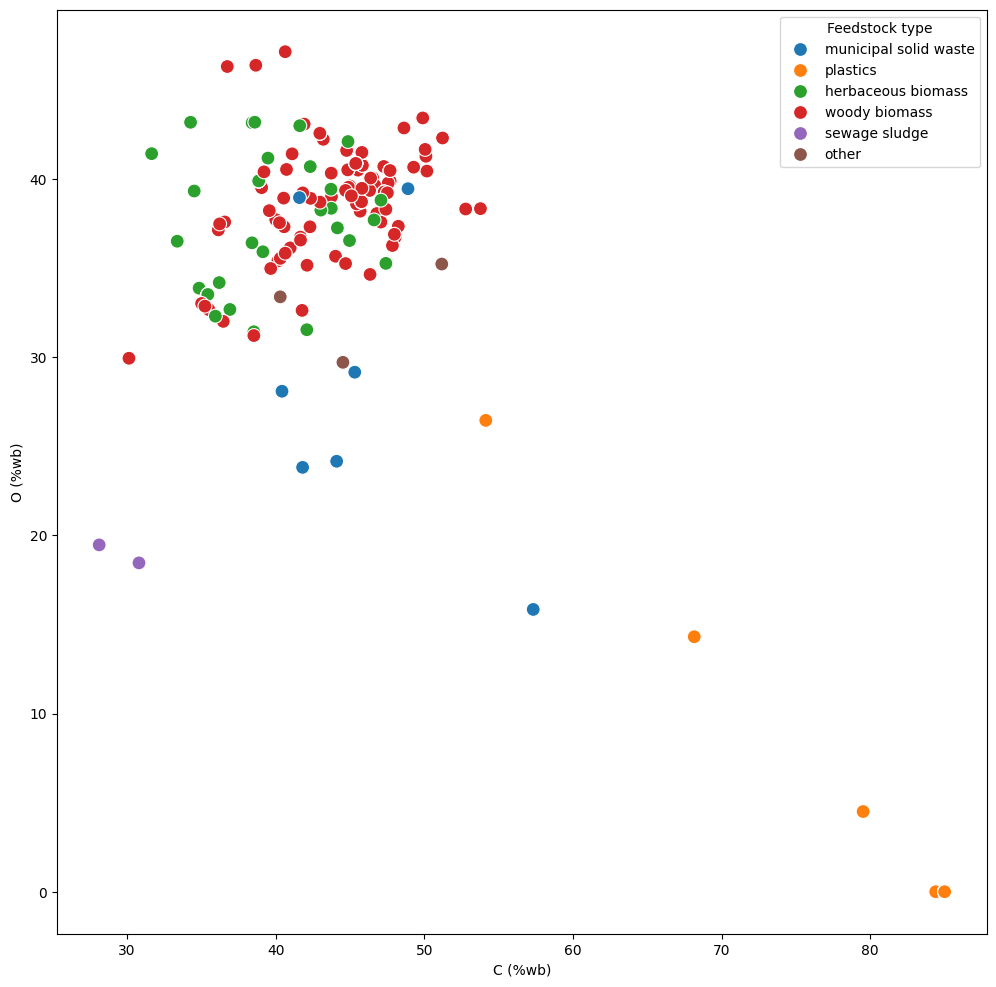 Feedstock type
municipal solid waste
plastics
herbaceous biomass
woody biomass
sewage sludge
other
O (%wb)
40
30
20
10
0
30
40
50
60
70
80
C (%wb)